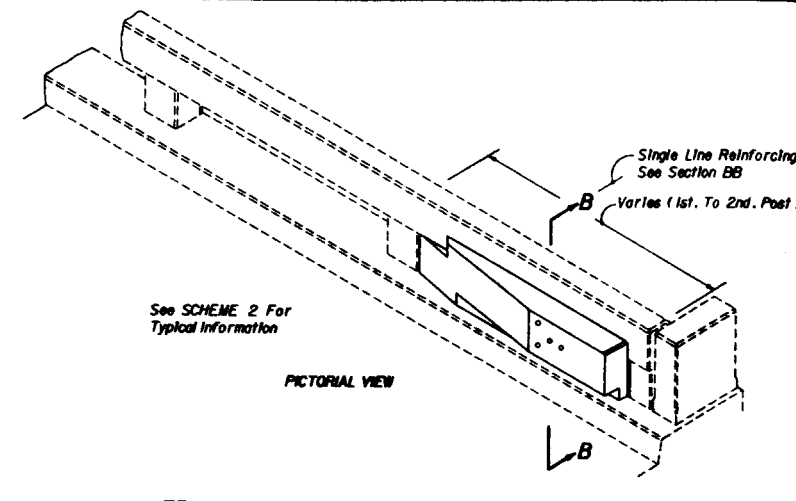 Single Line Reinforcing
See Section BB
B
Varies (1st. To 2nd. Post
See SCHEME 2 For
Typical Information
PICTORIAL VIEW
B